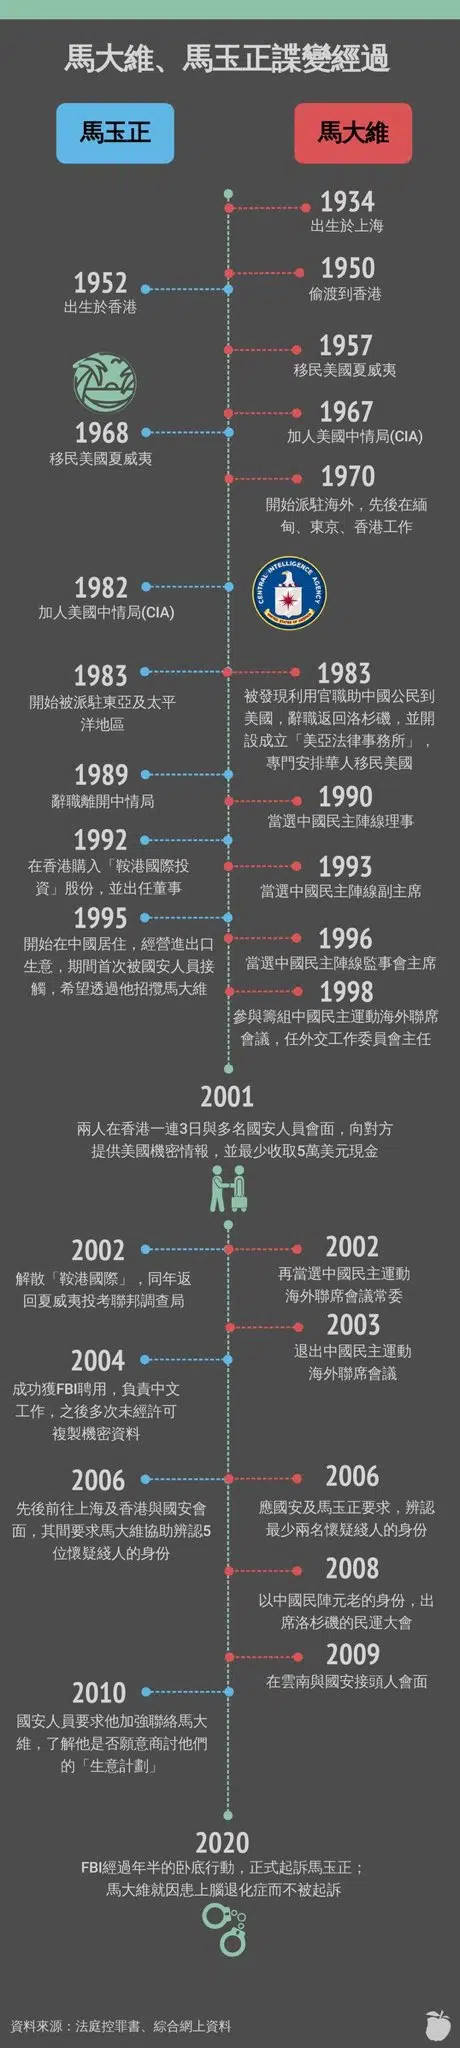 馬大維、馬玉正諜變經過
馬玉正
馬大維
1934
出生於上海
1950
偷渡到香港
1952
出生於香港
1957
移民美國夏威夷
1967
加人美國中情局(CIA)
1968
移民美國夏威夷
1970
開始派駐海外，先後在緬
甸、東京、香港工作
1982
加人美國中情局(CIA)
CENTRAL INTELLIGENCE AGENCY
UNITED STATES OF AMERICA
1983
開始被派駐東亞及太平
洋地區
1983
被發現利用官職助中國公民到
美國，辭職返回洛杉磯，並開
設成立「美亞法律事務所」，
專門安排華人移民美國
1989
辭職離開中情局
1990
當選中國民主陣線理事
1992
在香港購入「鞍港國際投
資」股份，並出任董事
1993
當選中國民主陣線副主席
1995
開始在中國居住，經營進出口
生意，期間首次被國安人員接
觸，希望透過他招攬馬大維
1996
當選中國民主陣線監事會主席
1998
參與籌組中國民主運動海外聯席
會議，任外交工作委員會主任
2001
兩人在香港一連3日與多名國安人員會面，向對方
提供美國機密情報，並最少收取5萬美元現金
2002
解散「鞍港國際」，同年返
回夏威夷投考聯邦調查局
2002
再當選中國民主運動
海外聯席會議常委
2003
退出中國民主運動
海外聯席會議
2004
成功獲FBI聘用，負責中文
工作，之後多次未經許可
複製機密資料
2006
先後前往上海及香港與國安會
面，其間要求馬大維協助辨認5
位懷疑綫人的身份
2006
應國安及馬玉正要求，辨認
最少兩名懷疑綫人的身份
2008
以中國民陣元老的身份，出
席洛杉磯的民運大會
2009
在雲南與國安接頭人會面
2010
國安人員要求他加強聯絡馬大
維，了解他是否願意商討他們
的「生意計劃」
2020
FBI經過年半的卧底行動，正式起訴馬玉正；
馬大維就因患上腦退化症而不被起訴
資料來源：法庭控罪書、綜合網上資料